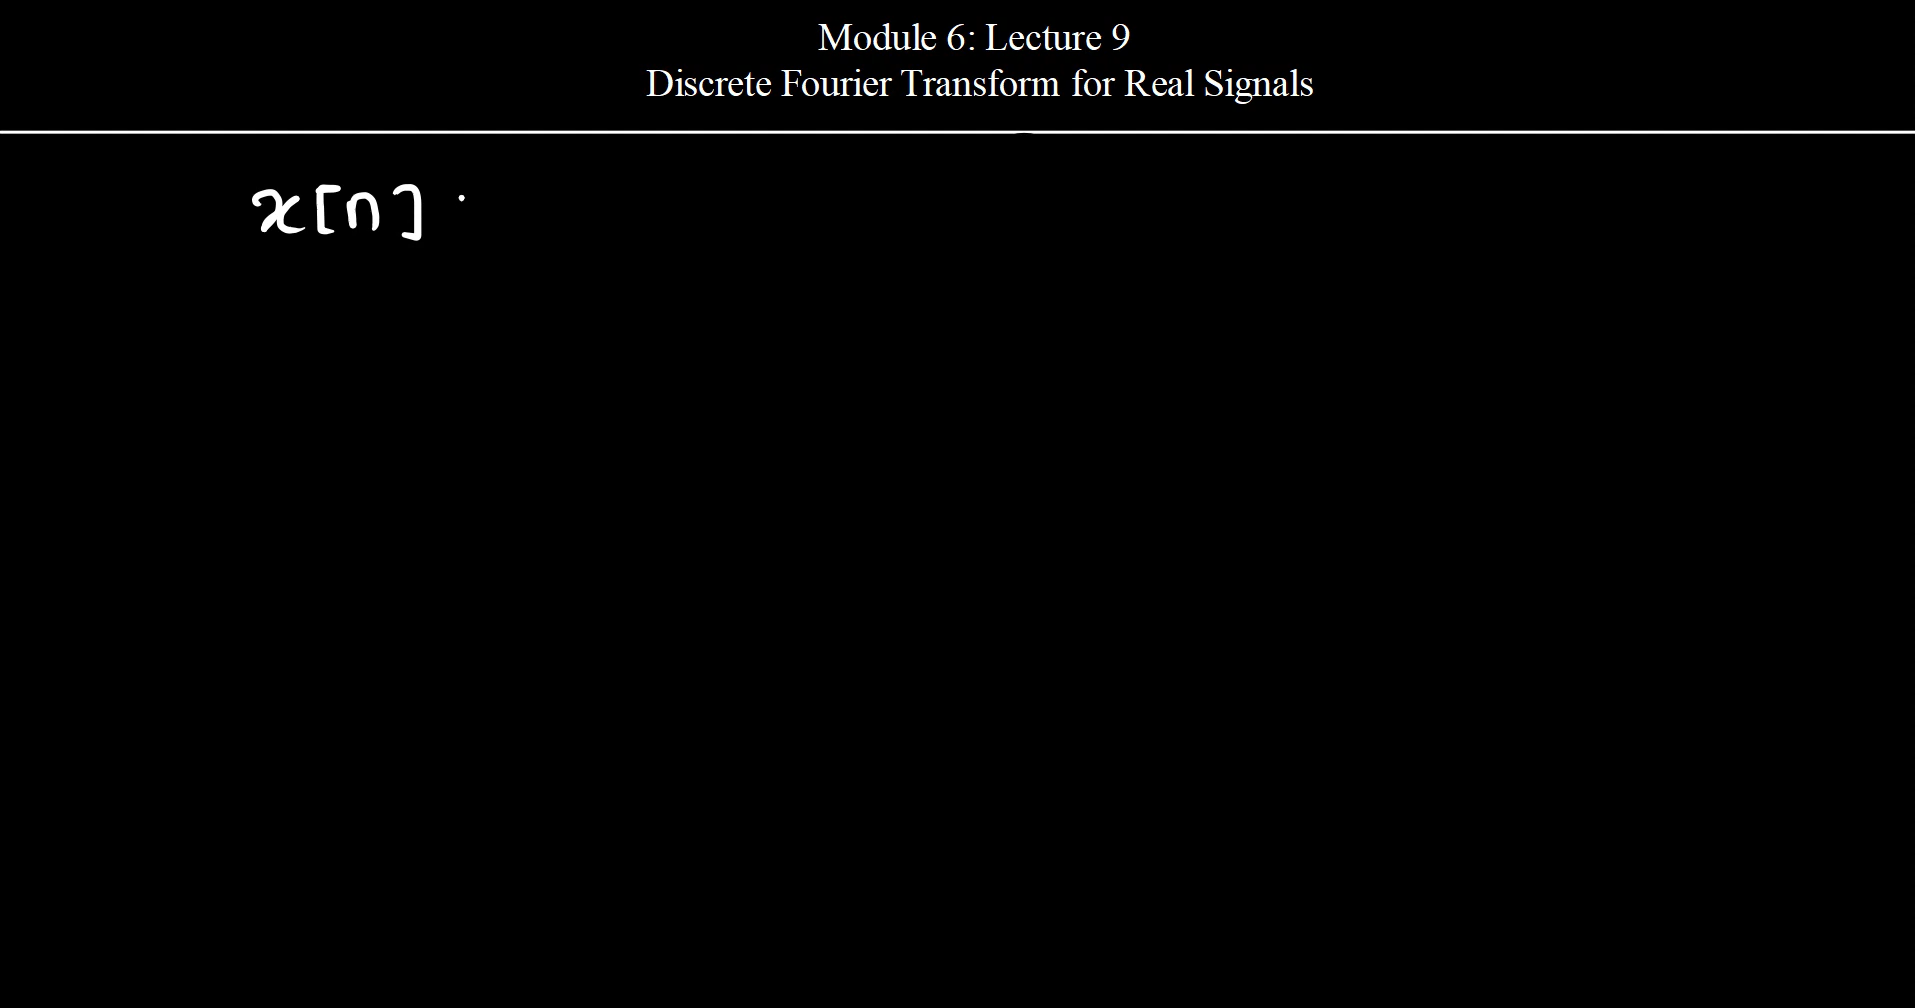 Module 6: Lecture 9
Discrete Fourier Transform for Real Signals
x[n]